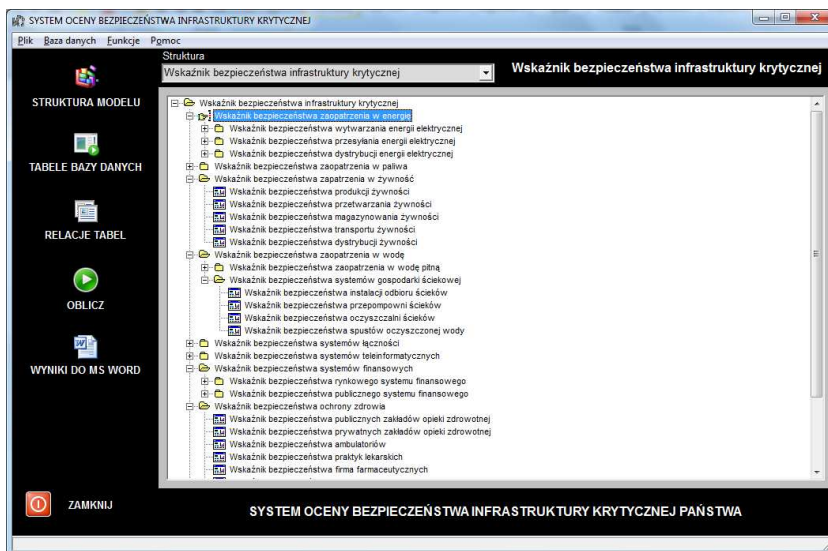 SYSTEM OCENY BEZPIECZEŃSTWA INFRASTRUKTURY KRYTYCZNEJ
Plik Baza danych Funkcje Pomoc
Struktura
Wskaźnik bezpieczeństwa infrastruktury krytycznej
Wskaźnik bezpieczeństwa infrastruktury krytycznej
STRUKTURA MODELU
TABELE BAZY DANYCH
RELACJE TABEL
OBLICZ
WYNIKI DO MS WORD
ZAMKNIJ
Wskaźnik bezpieczeństwa infrastruktury krytycznej
Wskaźnik bezpieczeństwa zaopatrzenia w energię
Wskaźnik bezpieczeństwa wytwarzania energii elektrycznej
Wskaźnik bezpieczeństwa przesyłania energii elektrycznej
Wskaźnik bezpieczeństwa dystrybucji energii elektrycznej
Wskaźnik bezpieczeństwa zaopatrzenia w paliwa
Wskaźnik bezpieczeństwa zapatrzenia w żywność
Wskaźnik bezpieczeństwa produkcji żywności
Wskaźnik bezpieczeństwa przetwarzania żywności
Wskaźnik bezpieczeństwa magazynowania żywności
Wskaźnik bezpieczeństwa transportu żywności
Wskaźnik bezpieczeństwa dystrybucji żywności
Wskaźnik bezpieczeństwa zaopatrzenia w wodę
Wskaźnik bezpieczeństwa zaopatrzenia w wodę pitną
Wskaźnik bezpieczeństwa systemów gospodarki ściekowej
Wskaźnik bezpieczeństwa instalacji odbioru ścieków
Wskaźnik bezpieczeństwa przepompowni ścieków
Wskaźnik bezpieczeństwa oczyszczalni ścieków
Wskaźnik bezpieczeństwa spustów oczyszczonej wody
Wskaźnik bezpieczeństwa systemów łączności
Wskaźnik bezpieczeństwa systemów teleinformatycznych
Wskaźnik bezpieczeństwa systemów finansowych
Wskaźnik bezpieczeństwa rynkowego systemu finansowego
Wskaźnik bezpieczeństwa publicznego systemu finansowego
Wskaźnik bezpieczeństwa ochrony zdrowia
Wskaźnik bezpieczeństwa publicznych zakładów opieki zdrowotnej
Wskaźnik bezpieczeństwa prywatnych zakładów opieki zdrowotnej
Wskaźnik bezpieczeństwa ambulatoriów
Wskaźnik bezpieczeństwa praktyk lekarskich
Wskaźnik bezpieczeństwa firma farmaceutycznych
SYSTEM OCENY BEZPIECZEŃSTWA INFRASTRUKTURY KRYTYCZNEJ PAŃSTWA